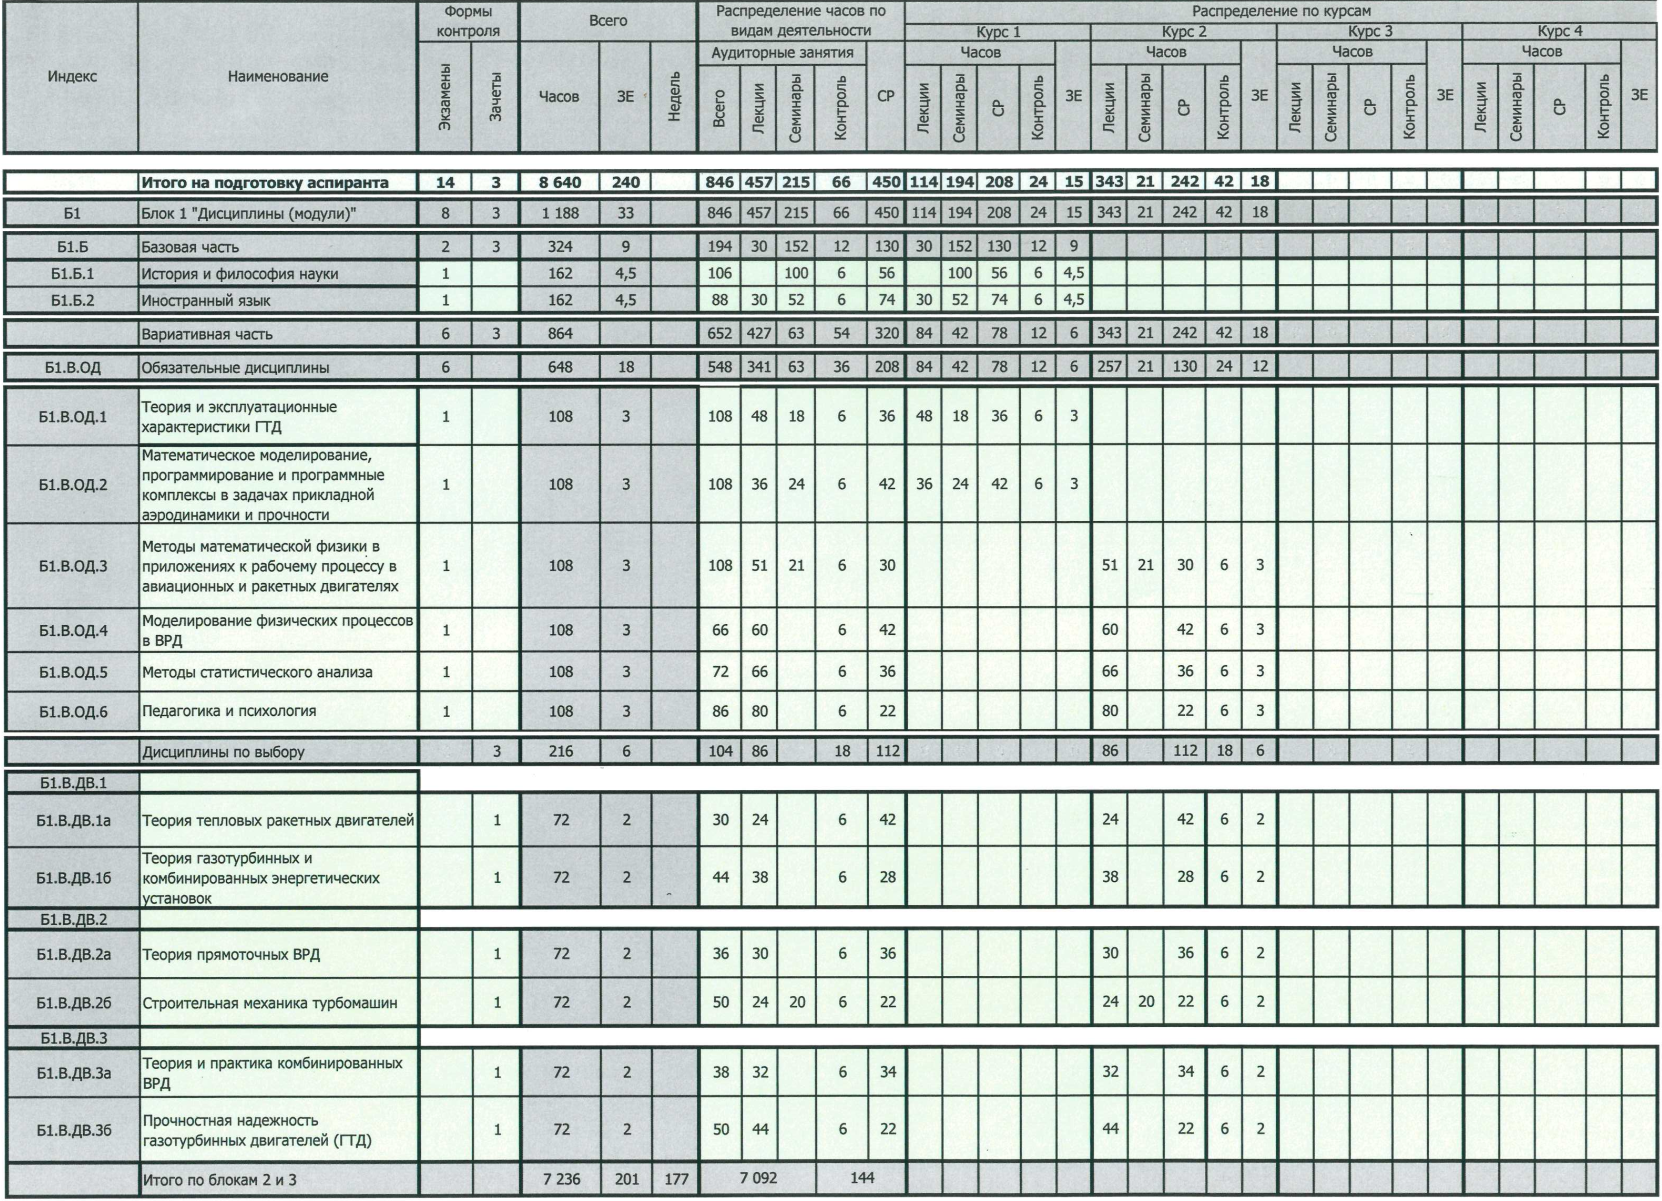 Индекс Наименование Формы контроля Всего Распределение часов по видам деятельности Распределение по курсам
Курс 1 Курс 2 Курс 3 Курс 4
Экзамены Зачеты Часов ЗЕ Недель Аудиторные занятия СР Часов ЗЕ Часов ЗЕ Часов ЗЕ Часов ЗЕ
Всего Лекции Семинары Контроль Лекции Семинары СР Контроль Лекции Семинары СР Контроль Лекции Семинары СР Контроль Лекции Семинары СР Контроль
Итого на подготовку аспиранта 14 3 8 640 240 846 457 215 66 450 114 194 208 24 15 343 21 242 42 18
Б1 Блок 1 "Дисциплины (модули)" 8 3 1 188 33 846 457 215 66 450 114 194 208 24 15 343 21 242 42 18
Б1.Б Базовая часть 2 3 324 9 194 30 152 12 130 30 152 130 12 9
Б1.Б.1 История и философия науки 1 162 4,5 106 100 6 56 100 56 6 4,5
Б1.Б.2 Иностранный язык 1 162 4,5 88 30 52 6 74 30 52 74 6 4,5
Вариативная часть 6 3 864 652 427 63 54 320 84 42 78 12 6 343 21 242 42 18
Б1.В.ОД Обязательные дисциплины 6 648 18 548 341 63 36 208 84 42 78 12 6 257 21 130 24 12
Б1.В.ОД.1 Теория и эксплуатационные
характеристики ГТД 1 108 3 108 48 18 6 36 48 18 36 6 3
Б1.В.ОД.2 Математическое моделирование,
программирование и программные
комплексы в задачах прикладной
аэродинамики и прочности 1 108 3 108 36 24 6 42 36 24 42 6 3
Б1.В.ОД.3 Методы математической физики в
приложениях к рабочему процессу в
авиационных и ракетных двигателях 1 108 3 108 51 21 6 30 51 21 30 6 3
Б1.В.ОД.4 Моделирование физических процессов
в ВРД 1 108 3 66 60 6 42 60 42 6 3
Б1.В.ОД.5 Методы статистического анализа 1 108 3 72 66 6 36 66 36 6 3
Б1.В.ОД.6 Педагогика и психология 1 108 3 86 80 6 22 80 22 6 3
Дисциплины по выбору 3 216 6 104 86 18 112 86 112 18 6
Б1.В.ДВ.1
Б1.В.ДВ.1а Теория тепловых ракетных двигателей 1 72 2 30 24 6 42 24 42 6 2
Б1.В.ДВ.1б Теория газотурбинных и
комбинированных энергетических
установок 1 72 2 44 38 6 28 38 28 6 2
Б1.В.ДВ.2
Б1.В.ДВ.2а Теория прямоточных ВРД 1 72 2 36 30 6 36 30 36 6 2
Б1.В.ДВ.2б Строительная механика турбомашин 1 72 2 50 24 20 6 22 24 20 22 6 2
Б1.В.ДВ.3
Б1.В.ДВ.3а Теория и практика комбинированных
ВРД 1 72 2 38 32 6 34 32 34 6 2
Б1.В.ДВ.3б Прочностная надежность
газотурбинных двигателей (ГТД) 1 72 2 50 44 6 22 44 22 6 2
Итого по блокам 2 и 3 7 236 201 177 7 092 144